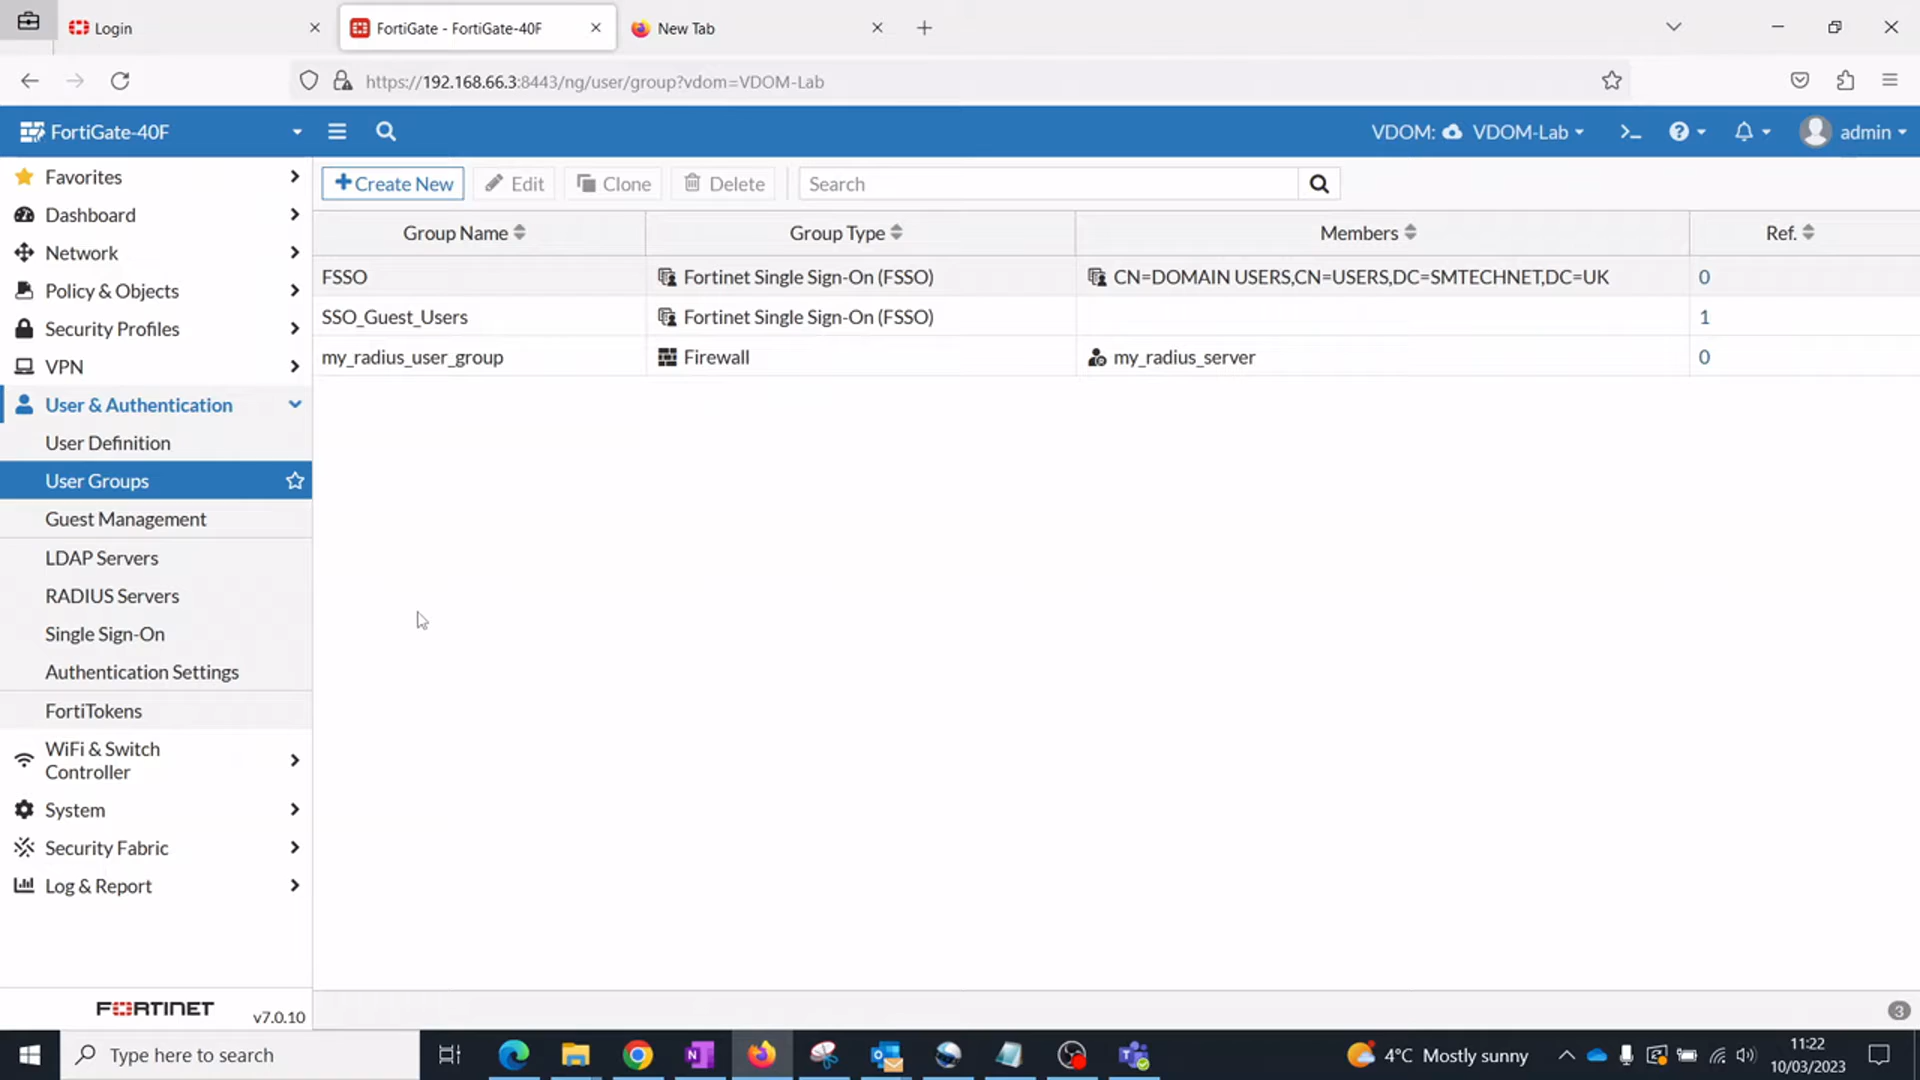 Login
FortiGate - FortiGate-40F
New Tab
https://192.168.66.3:8443/ng/user/group?vdom=VDOM-Lab
FortiGate-40F
VDOM: VDOM-Lab
admin
Favorites
Dashboard
Network
Policy & Objects
Security Profiles
VPN
User & Authentication
User Definition
User Groups
Guest Management
LDAP Servers
RADIUS Servers
Single Sign-On
Authentication Settings
FortiTokens
WiFi & Switch
Controller
System
Security Fabric
Log & Report
FORTINET
v7.0.10
+Create New Edit Clone Delete Search
Group Name Group Type Members Ref.
FSSO Fortinet Single Sign-On (FSSO) CN=DOMAIN USERS,CN=USERS,DC=SMTECHNET,DC=UK 0
SSO_Guest_Users Fortinet Single Sign-On (FSSO) 1
my_radius_user_group Firewall my_radius_server 0
3
Type here to search
4°C Mostly sunny
11:22
10/03/2023